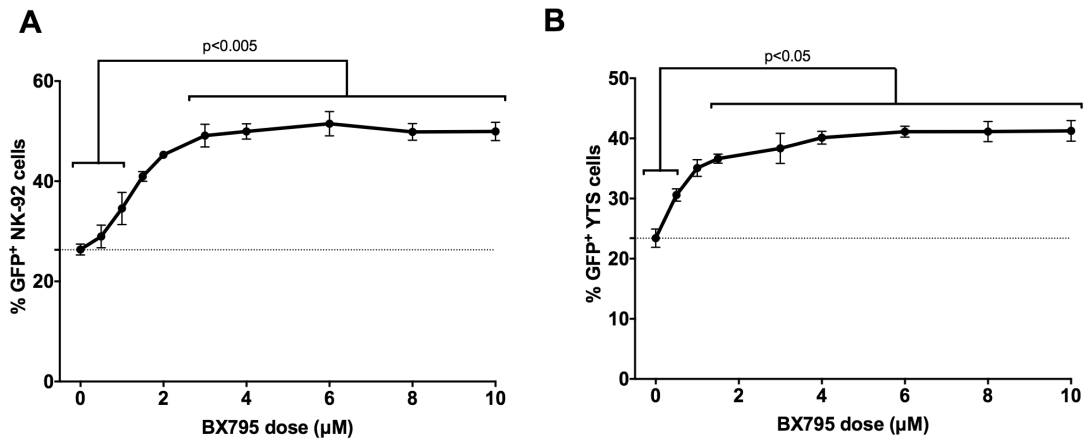 A
p<0.005
60
40
20
0
% GFP⁺ NK-92 cells
0 2 4 6 8 10
BX795 dose (µM)
B
p<0.05
50
40
30
20
10
0
% GFP⁺ YTS cells
0 2 4 6 8 10
BX795 dose (µM)